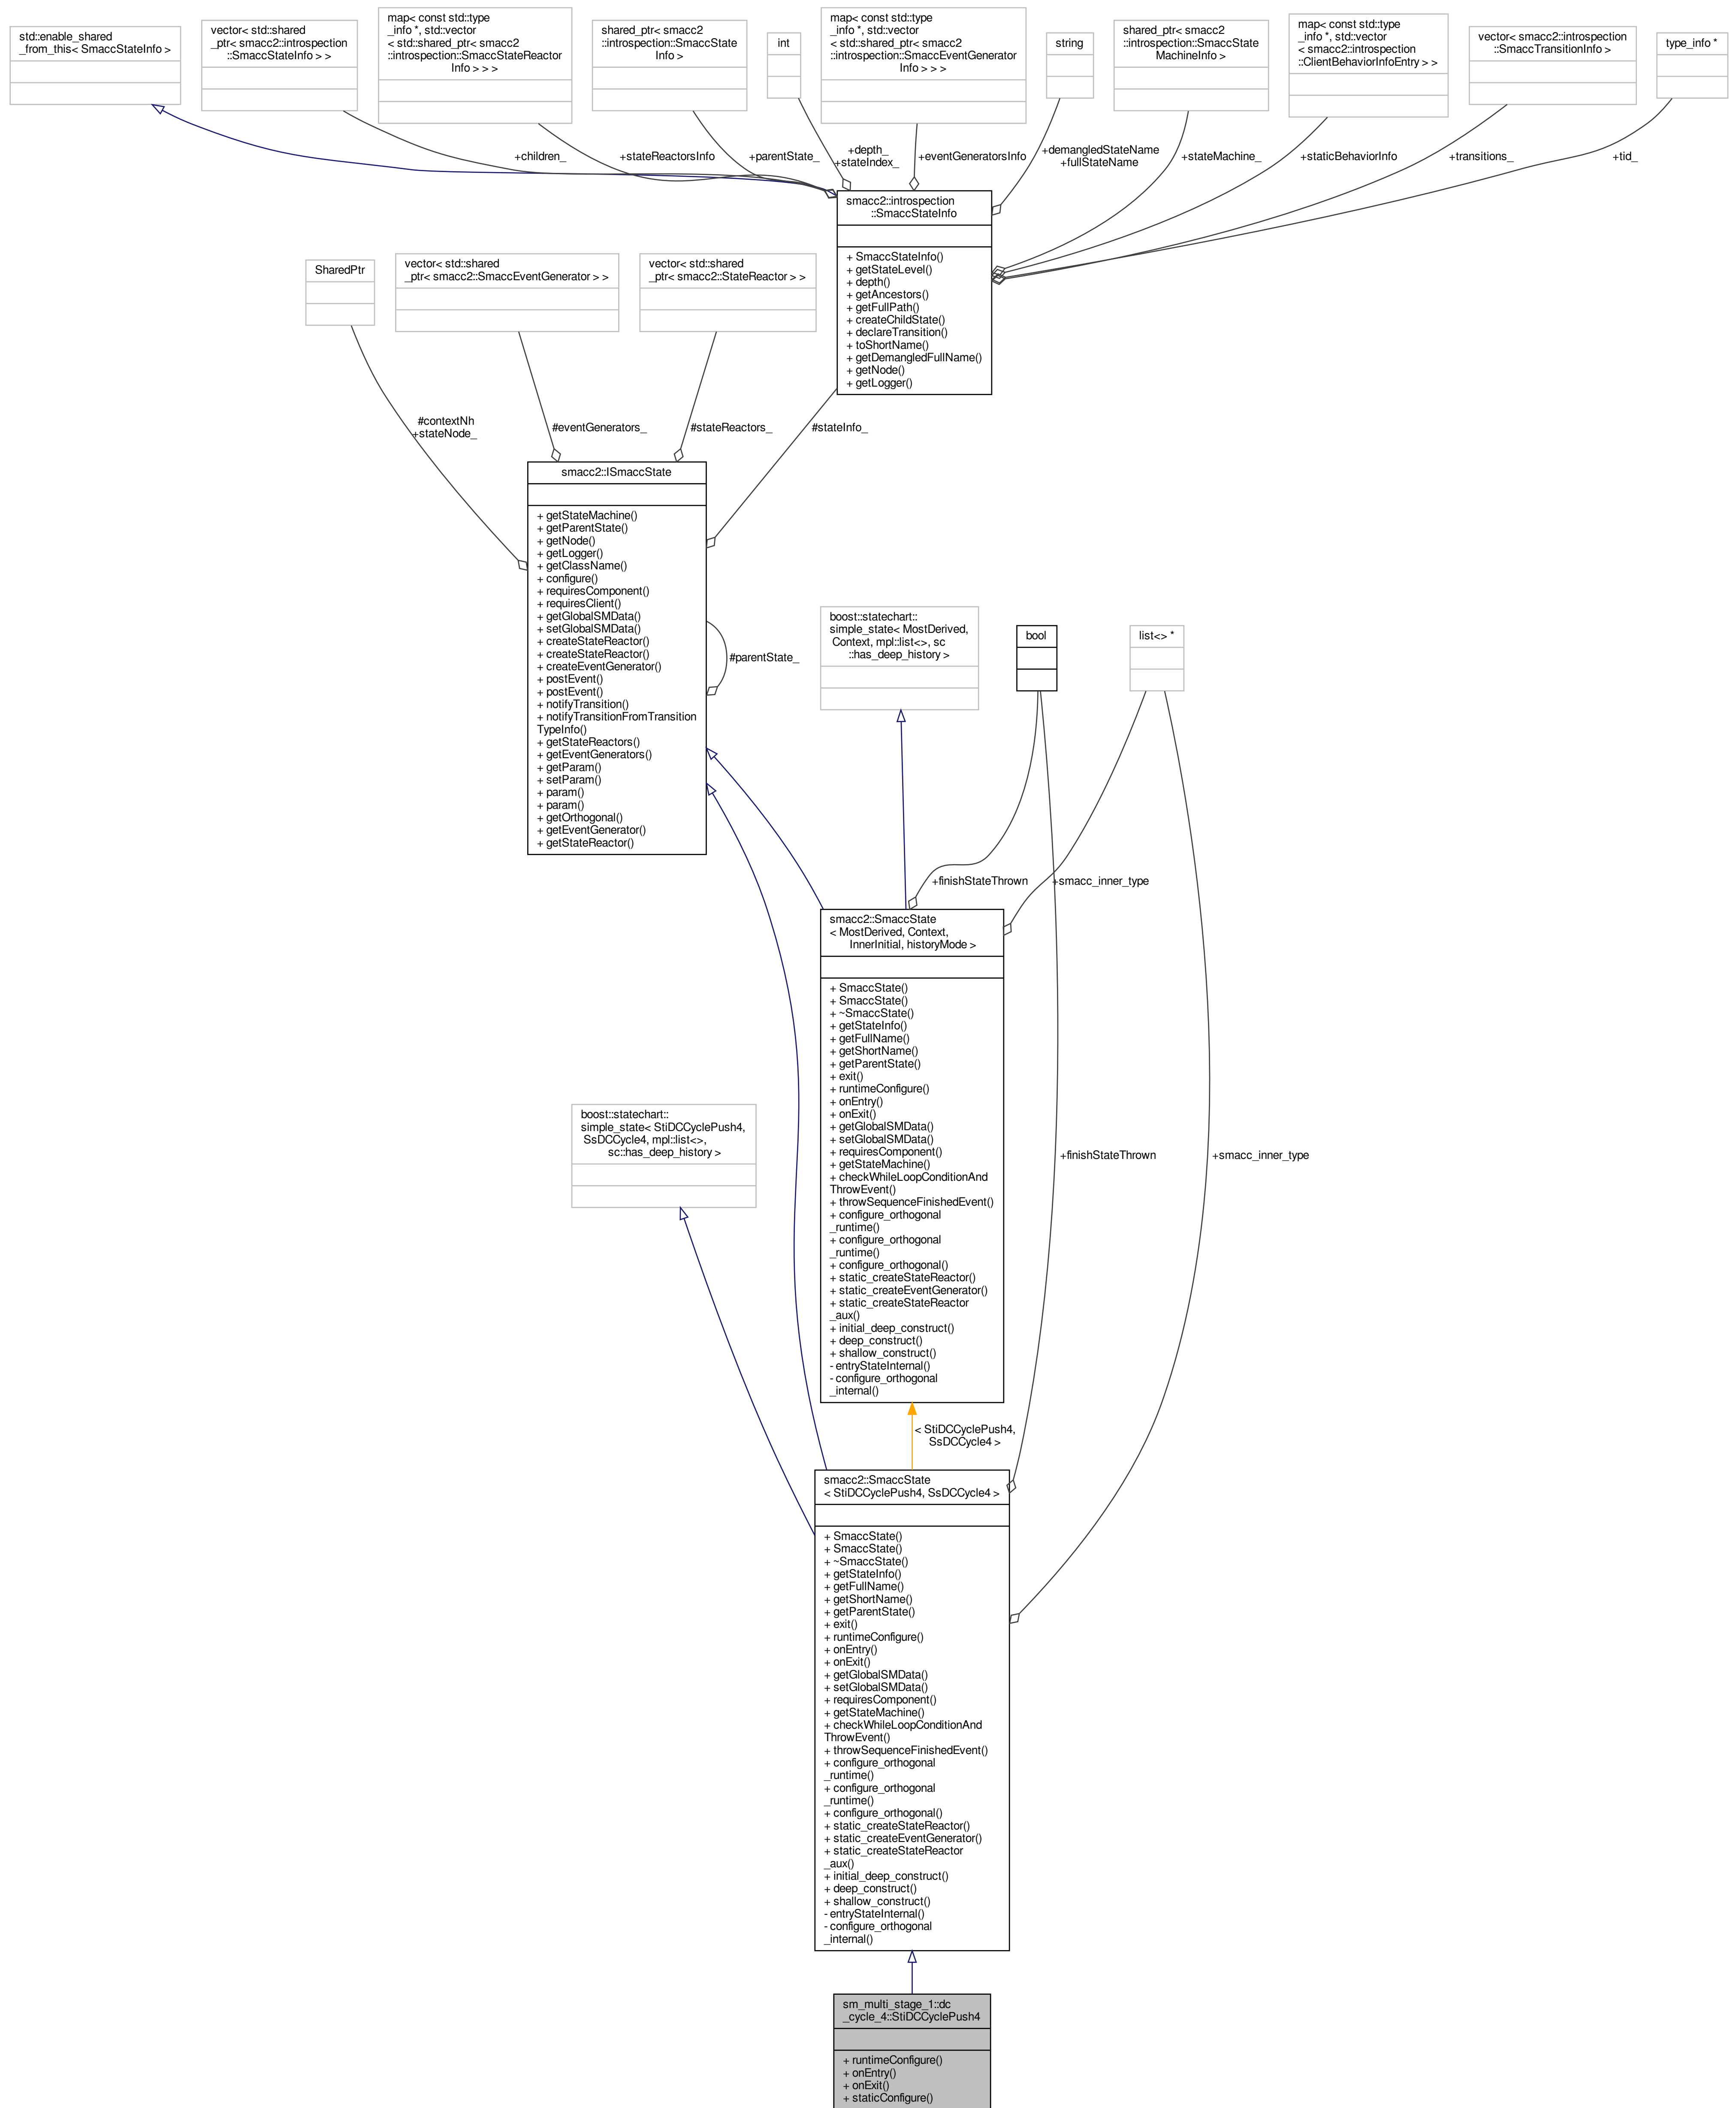 std::enable_shared
_from_this< SmaccStateInfo >
vector< std::shared
_ptr< smacc2::introspection
::SmaccStateInfo > >
map< const std::type
_info *, std::vector
< std::shared_ptr< smacc2
::introspection::SmaccStateReactor
Info > > >
shared_ptr< smacc2
::introspection::SmaccState
Info >
int
map< const std::type
_info *, std::vector
< std::shared_ptr< smacc2
::introspection::SmaccEventGenerator
Info > > >
string
shared_ptr< smacc2
::introspection::SmaccState
MachineInfo >
map< const std::type
_info *, std::vector
< smacc2::introspection
::ClientBehaviorInfoEntry > >
vector< smacc2::introspection
::SmaccTransitionInfo >
type_info *
+children_
+stateReactorsInfo
+parentState_
+depth_
+stateIndex_
+eventGeneratorsInfo
+demangledStateName
+fullStateName
+stateMachine_
+staticBehaviorInfo
+transitions_
+tid_
smacc2::introspection
::SmaccStateInfo
+ SmaccStateInfo()
+ getStateLevel()
+ depth()
+ getAncestors()
+ getFullPath()
+ createChildState()
+ declareTransition()
+ toShortName()
+ getDemangledFullName()
+ getNode()
+ getLogger()
SharedPtr
vector< std::shared
_ptr< smacc2::SmaccEventGenerator > >
vector< std::shared
_ptr< smacc2::StateReactor > >
#contextNh
+stateNode_
#eventGenerators_
#stateReactors_
#stateInfo_
smacc2::ISmaccState
+ getStateMachine()
+ getParentState()
+ getNode()
+ getLogger()
+ getClassName()
+ configure()
+ requiresComponent()
+ requiresClient()
+ getGlobalSMData()
+ setGlobalSMData()
+ createStateReactor()
+ createStateReactor()
+ createEventGenerator()
+ postEvent()
+ postEvent()
+ notifyTransition()
+ notifyTransitionFromTransition
TypeInfo()
+ getStateReactors()
+ getEventGenerators()
+ getParam()
+ setParam()
+ param()
+ param()
+ getOrthogonal()
+ getEventGenerator()
+ getStateReactor()
#parentState_
boost::statechart::
simple_state< MostDerived,
Context, mpl::list<>, sc
::has_deep_history >
bool
list<> *
+finishStateThrown
+smacc_inner_type
smacc2::SmaccState
< MostDerived, Context,
InnerInitial, historyMode >
+ SmaccState()
+ SmaccState()
+ ~SmaccState()
+ getStateInfo()
+ getFullName()
+ getShortName()
+ getParentState()
+ exit()
+ runtimeConfigure()
+ onEntry()
+ onExit()
+ getGlobalSMData()
+ setGlobalSMData()
+ requiresComponent()
+ getStateMachine()
+ checkWhileLoopConditionAnd
ThrowEvent()
+ throwSequenceFinishedEvent()
+ configure_orthogonal
_runtime()
+ configure_orthogonal
_runtime()
+ configure_orthogonal()
+ static_createStateReactor()
+ static_createEventGenerator()
+ static_createStateReactor
_aux()
+ initial_deep_construct()
+ deep_construct()
+ shallow_construct()
- entryStateInternal()
- configure_orthogonal
_internal()
boost::statechart::
simple_state< StiDCCyclePush4,
SsDCCycle4, mpl::list<>,
sc::has_deep_history >
+finishStateThrown
+smacc_inner_type
< StiDCCyclePush4,
SsDCCycle4 >
smacc2::SmaccState
< StiDCCyclePush4, SsDCCycle4 >
+ SmaccState()
+ SmaccState()
+ ~SmaccState()
+ getStateInfo()
+ getFullName()
+ getShortName()
+ getParentState()
+ exit()
+ runtimeConfigure()
+ onEntry()
+ onExit()
+ getGlobalSMData()
+ setGlobalSMData()
+ requiresComponent()
+ getStateMachine()
+ checkWhileLoopConditionAnd
ThrowEvent()
+ throwSequenceFinishedEvent()
+ configure_orthogonal
_runtime()
+ configure_orthogonal
_runtime()
+ configure_orthogonal()
+ static_createStateReactor()
+ static_createEventGenerator()
+ static_createStateReactor
_aux()
+ initial_deep_construct()
+ deep_construct()
+ shallow_construct()
- entryStateInternal()
- configure_orthogonal
_internal()
sm_multi_stage_1::dc
_cycle_4::StiDCCyclePush4
+ runtimeConfigure()
+ onEntry()
+ onExit()
+ staticConfigure()